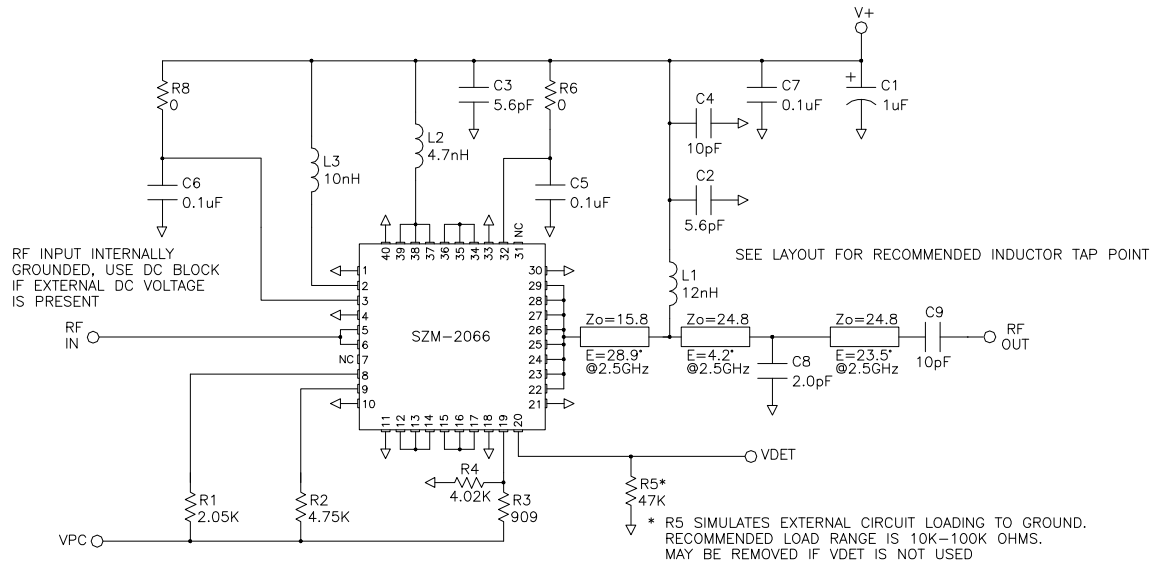 V+
R8
0
L3
10nH
L2
4.7nH
C3
5.6pF
R6
0
C4
10pF
C7
0.1uF
+
C1
1uF
C6
0.1uF
C5
0.1uF
C2
5.6pF
RF INPUT INTERNALLY
GROUNDED, USE DC BLOCK
IF EXTERNAL DC VOLTAGE
IS PRESENT
SEE LAYOUT FOR RECOMMENDED INDUCTOR TAP POINT
40 39 38 37 36 35 34 33 32 31 NC
1
2
3
4
5
6
NC 7
8
9
10
SZM-2066
30
29
28
27
26
25
24
23
22
21
11 12 13 14 15 16 17 18 19 20
RF
IN
L1
12nH
Zo=15.8
E=28.9°
@2.5GHz
Zo=24.8
E=4.2°
@2.5GHz
C8
2.0pF
Zo=24.8
E=23.5°
@2.5GHz
C9
10pF
RF
OUT
VDET
R4
4.02K
R5*
47K
R1
2.05K
R2
4.75K
R3
909
VPC
* R5 SIMULATES EXTERNAL CIRCUIT LOADING TO GROUND.
RECOMMENDED LOAD RANGE IS 10K-100K OHMS.
MAY BE REMOVED IF VDET IS NOT USED